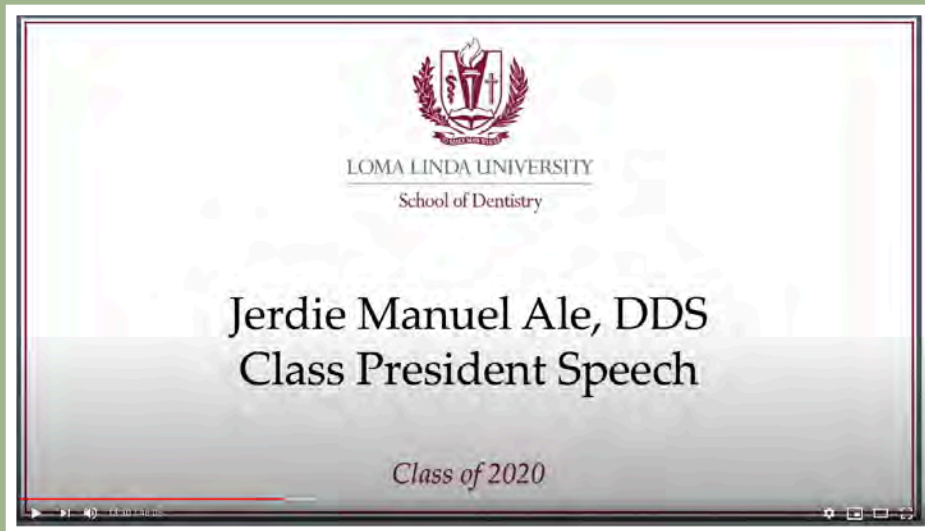 LOMA LINDA UNIVERSITY
School of Dentistry
Jerdie Manuel Ale, DDS
Class President Speech
Class of 2020